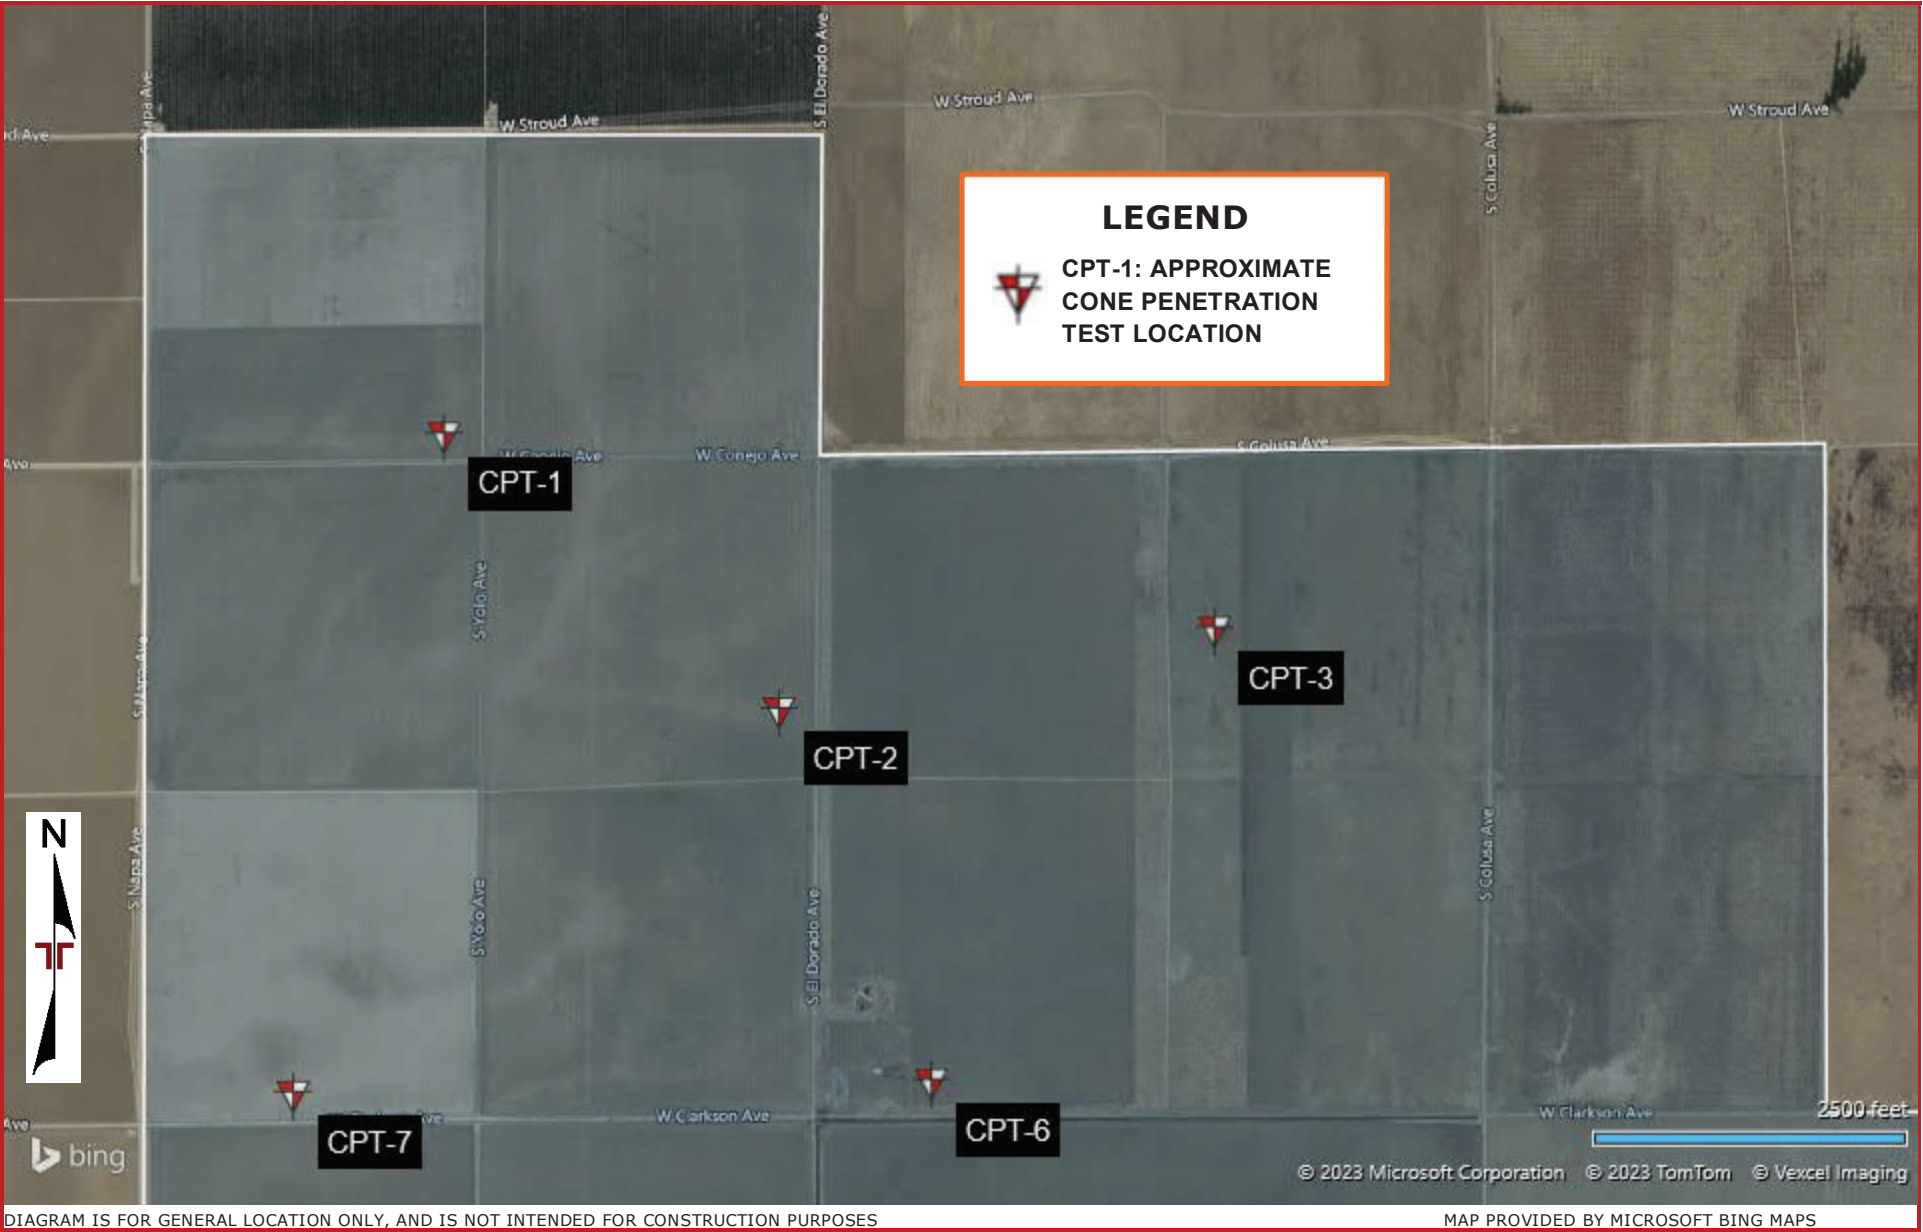 S El Dorado Ave
W Stroud Ave
W Stroud Ave
W Stroud Ave
S Colusa Ave
LEGEND
CPT-1: APPROXIMATE
CONE PENETRATION
TEST LOCATION
S Colusa Ave
Ave
W Conejo Ave
W Conejo Ave
CPT-1
S Yolo Ave
S Napa Ave
CPT-3
CPT-2
N
S Napa Ave
S Yolo Ave
S El Dorado Ave
S Colusa Ave
Ave
Ave
W Clarkson Ave
W Clarkson Ave
2500 feet
CPT-7
CPT-6
bing
© 2023 Microsoft Corporation © 2023 TomTom © Vexcel Imaging
DIAGRAM IS FOR GENERAL LOCATION ONLY, AND IS NOT INTENDED FOR CONSTRUCTION PURPOSES
MAP PROVIDED BY MICROSOFT BING MAPS